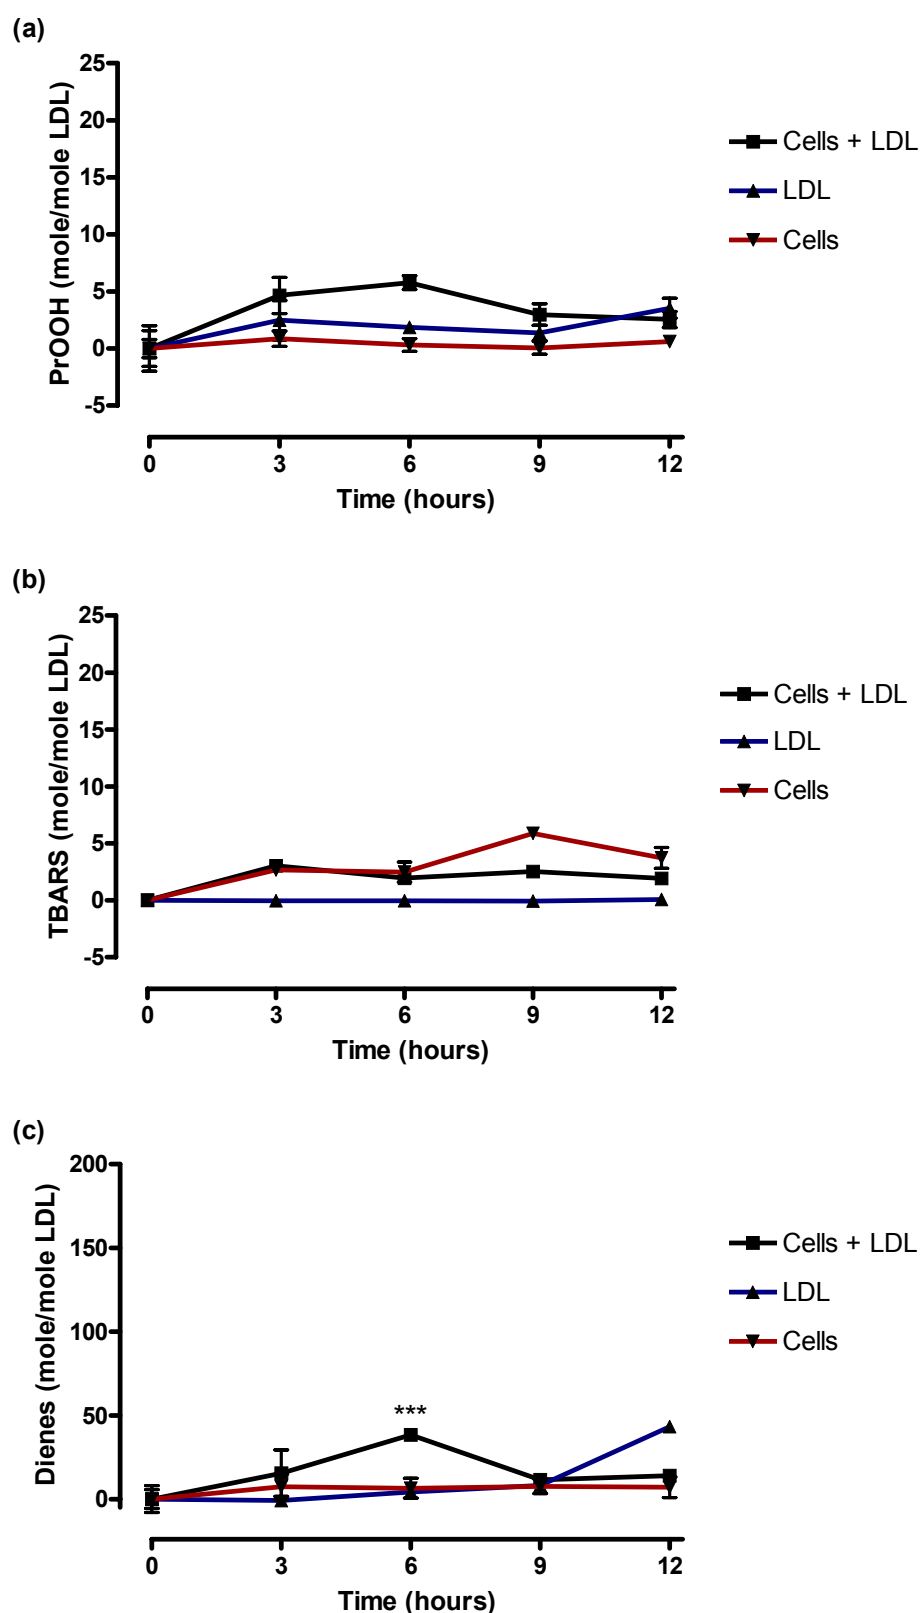 (a)
25
20
15
10
5
0
-5
PrOOH (mole/mole LDL)
0 3 6 9 12
Time (hours)
Cells + LDL
LDL
Cells
(b)
25
20
15
10
5
0
-5
TBARS (mole/mole LDL)
0 3 6 9 12
Time (hours)
Cells + LDL
LDL
Cells
(c)
200
150
100
50
0
Dienes (mole/mole LDL)
***
0 3 6 9 12
Time (hours)
Cells + LDL
LDL
Cells